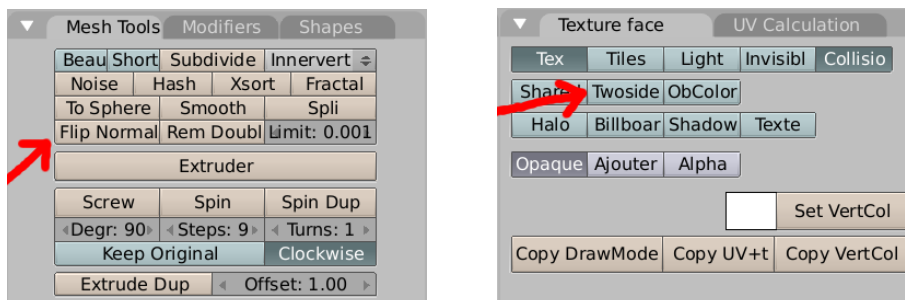 Mesh Tools Modifiers Shapes
Beau Short Subdivide Innervert
Noise Hash Xsort Fractal
To Sphere Smooth Spli
Flip Normal Rem Doubl Limit: 0.001
Extruder
Screw Spin Spin Dup
Degr: 90 Steps: 9 Turns: 1
Keep Original Clockwise
Extrude Dup Offset: 1.00
Texture face UV Calculation
Tex Tiles Light Invisibl Collisio
Shared Twoside ObColor
Halo Billboar Shadow Texte
Opaque Ajouter Alpha
Set VertCol
Copy DrawMode Copy UV+t Copy VertCol